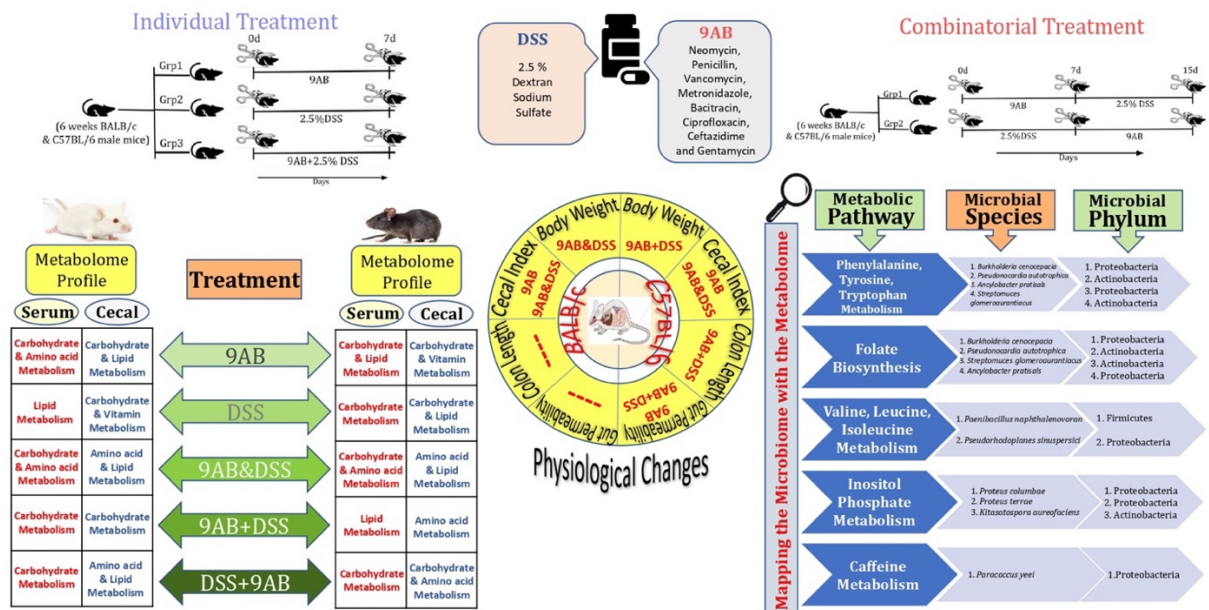 Individual Treatment
0d
7d
Grp1
9AB
Grp2
(6 weeks BALB/c
& C57BL/6 male mice)
2.5%DSS
Grp3
9AB+2.5% DSS
Days
DSS
2.5 %
Dextran
Sodium
Sulfate
9AB
Neomycin,
Penicillin,
Vancomycin,
Metronidazole,
Bacitracin,
Ciprofloxacin,
Ceftazidime
and Gentamycin
Combinatorial Treatment
0d
7d
15d
Grp1
9AB
2.5% DSS
(6 weeks BALB/c
& C57BL/6 male mice)
Grp2
2.5%DSS
9AB
Days
Metabolome
Profile
Treatment
Metabolome
Profile
Serum
Cecal
Serum
Cecal
Carbohydrate
& Amino acid
Metabolism
Carbohydrate
& Lipid
Metabolism
9AB
Carbohydrate
& Lipid
Metabolism
Carbohydrate
& Vitamin
Metabolism
Lipid
Metabolism
Carbohydrate
& Vitamin
Metabolism
DSS
Carbohydrate
Metabolism
Carbohydrate
& Lipid
Metabolism
Carbohydrate
& Amino acid
Metabolism
Amino acid
& Lipid
Metabolism
9AB&DSS
Carbohydrate
& Amino acid
Metabolism
Amino acid
& Lipid
Metabolism
Carbohydrate
Metabolism
Carbohydrate
Metabolism
9AB+DSS
Lipid
Metabolism
Amino acid
Metabolism
Carbohydrate
Metabolism
Amino acid
& Lipid
Metabolism
DSS+9AB
Carbohydrate
Metabolism
Carbohydrate
& Amino acid
Metabolism
Body Weight
9AB&DSS
Cecal Index
9AB
9AB&DSS
Colon Length
-----
Gut Permeability
----
BALB/c
Body Weight
9AB+DSS
Cecal Index
9AB
9AB&DSS
Colon Length
9AB+DSS
Gut Permeability
9AB
9AB+DSS
C57BL/6
Physiological Changes
Mapping the Microbiome with the Metabolome
Metabolic
Pathway
Microbial
Species
Microbial
Phylum
Phenylalanine,
Tyrosine,
Tryptophan
Metabolism
1. Burkholderia cenocepacia
2. Pseudonocardia autotrophica
3. Ancylobacter pratisals
4. Streptomuces
glomeroaurantiacus
1. Proteobacteria
2. Actinobacteria
3. Proteobacteria
4. Actinobacteria
Folate
Biosynthesis
1. Burkholderia cenocepacia
2. Pseudonocardia autotrophica
3. Streptomuces glomeroaurantiacus
4. Ancylobacter pratisals
1. Proteobacteria
2. Actinobacteria
3. Actinobacteria
4. Proteobacteria
Valine, Leucine,
Isoleucine
Metabolism
1. Paenibacillus naphthalenovoran
2. Pseudorhodoplanes sinuspersici
1. Firmicutes
2. Proteobacteria
Inositol
Phosphate
Metabolism
1. Proteus columbae
2. Proteus terrae
3. Kitasatospora aureofaciens
1. Proteobacteria
2. Proteobacteria
3. Actinobacteria
Caffeine
Metabolism
1. Paracoccus yeei
1.Proteobacteria